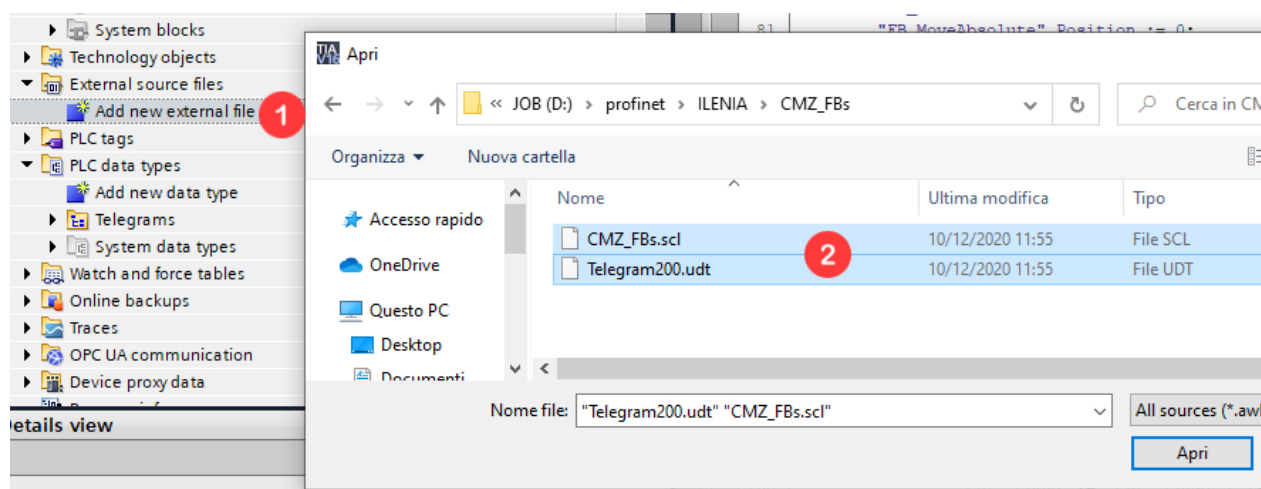 System blocks
Technology objects
External source files
Add new external file
PLC tags
PLC data types
Add new data type
Telegrams
System data types
Watch and force tables
Online backups
Traces
OPC UA communication
Device proxy data
etails view
1
81
"FB_MoveAbsolute".Position := 0;
Apri
« JOB (D:) › profinet › ILENIA › CMZ_FBs
Cerca in CM
Organizza
Nuova cartella
Nome
Ultima modifica
Tipo
Accesso rapido
OneDrive
Questo PC
Desktop
Documenti
CMZ_FBs.scl
10/12/2020 11:55
File SCL
2
Telegram200.udt
10/12/2020 11:55
File UDT
Nome file:
"Telegram200.udt" "CMZ_FBs.scl"
All sources (*.aw
Apri